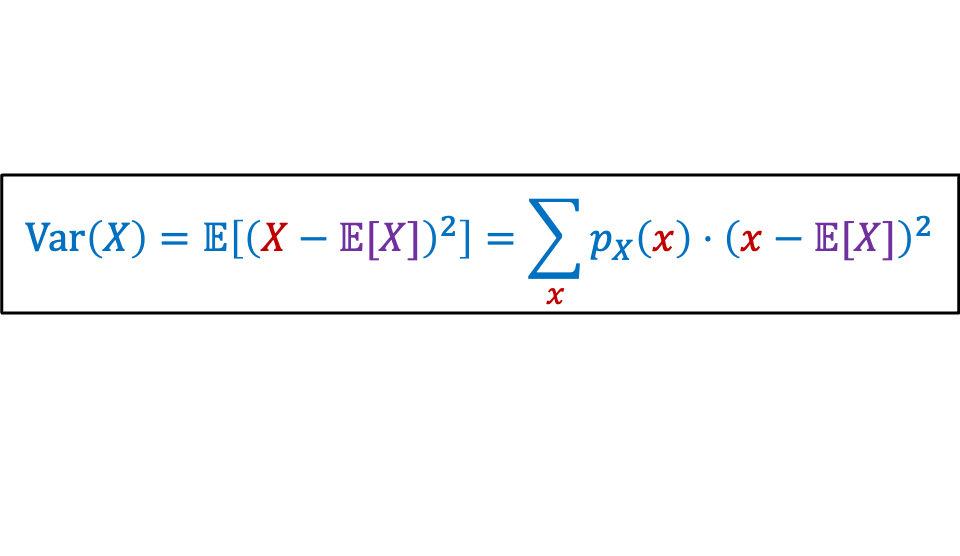 Var(X) = 𝔼[(X − 𝔼[X])²] = ∑ₓ p_X(x) · (x − 𝔼[X])²